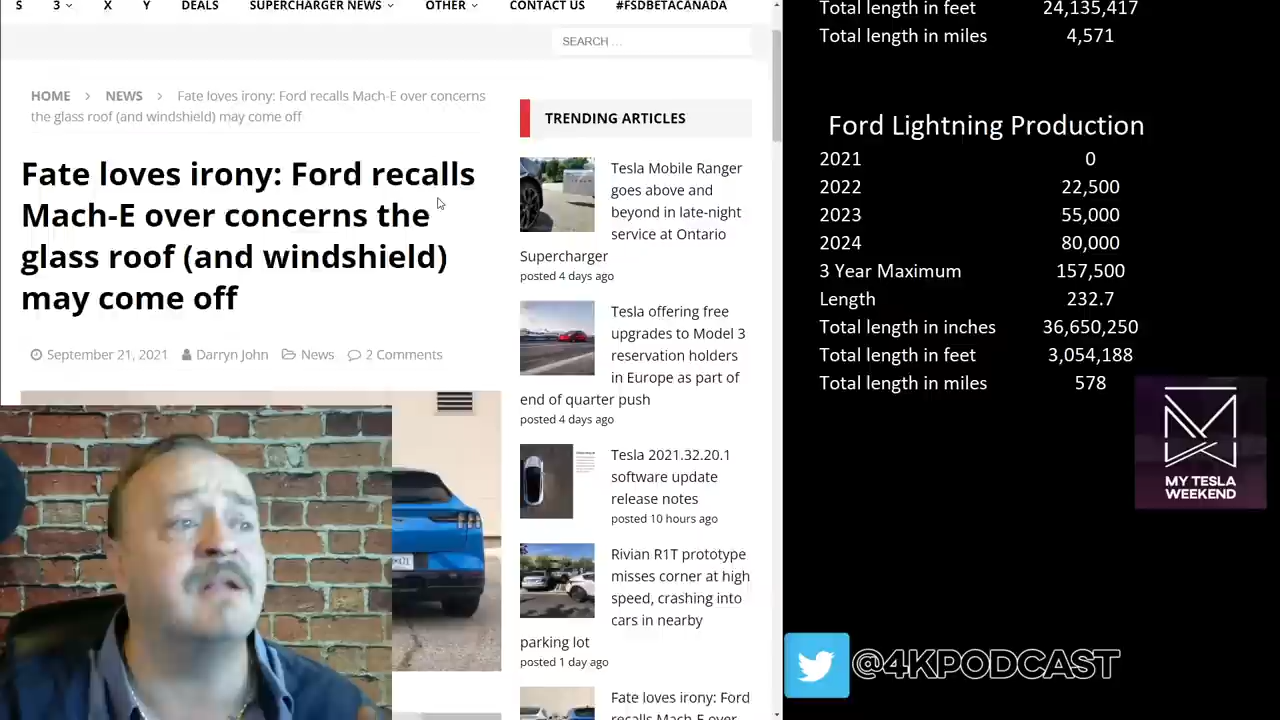 S 3 X Y DEALS SUPERCHARGER NEWS OTHER CONTACT US #FSDBETACANADA
SEARCH …
HOME > NEWS > Fate loves irony: Ford recalls Mach-E over concerns
the glass roof (and windshield) may come off
Fate loves irony: Ford recalls
Mach-E over concerns the
glass roof (and windshield)
may come off
September 21, 2021 Darryn John News 2 Comments
TRENDING ARTICLES
Tesla Mobile Ranger
goes above and
beyond in late-night
service at Ontario
Supercharger
posted 4 days ago
Tesla offering free
upgrades to Model 3
reservation holders
in Europe as part of
end of quarter push
posted 4 days ago
Tesla 2021.32.20.1
software update
release notes
posted 10 hours ago
Rivian R1T prototype
misses corner at high
speed, crashing into
cars in nearby
parking lot
posted 1 day ago
Fate loves irony: Ford
recalls Mach-E over
Total length in feet 24,135,417
Total length in miles 4,571
Ford Lightning Production
2021 0
2022 22,500
2023 55,000
2024 80,000
3 Year Maximum 157,500
Length 232.7
Total length in inches 36,650,250
Total length in feet 3,054,188
Total length in miles 578
MY TESLA
WEEKEND
@4KPODCAST